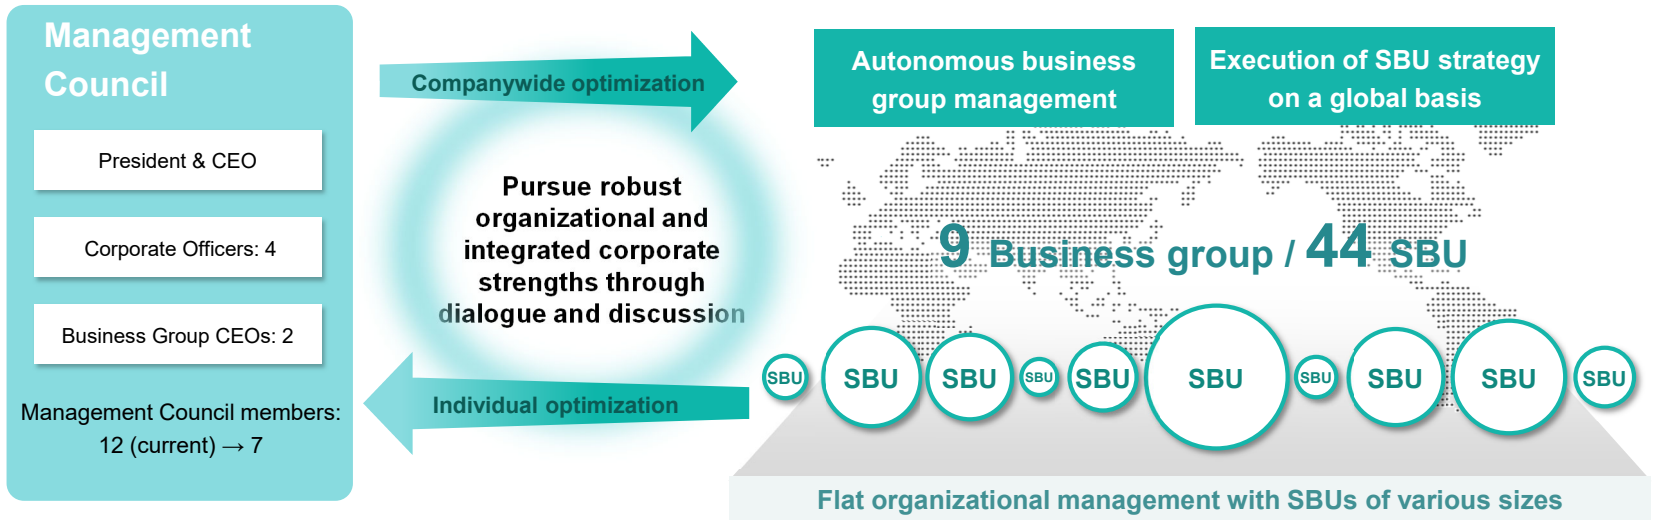 Management
Council
President & CEO
Corporate Officers: 4
Business Group CEOs: 2
Management Council members:
12 (current) → 7
Companywide optimization
Pursue robust
organizational and
integrated corporate
strengths through
dialogue and discussion
Individual optimization
Autonomous business
group management
Execution of SBU strategy
on a global basis
9 Business group / 44 SBU
SBU
SBU
SBU
SBU
SBU
SBU
SBU
SBU
SBU
SBU
Flat organizational management with SBUs of various sizes